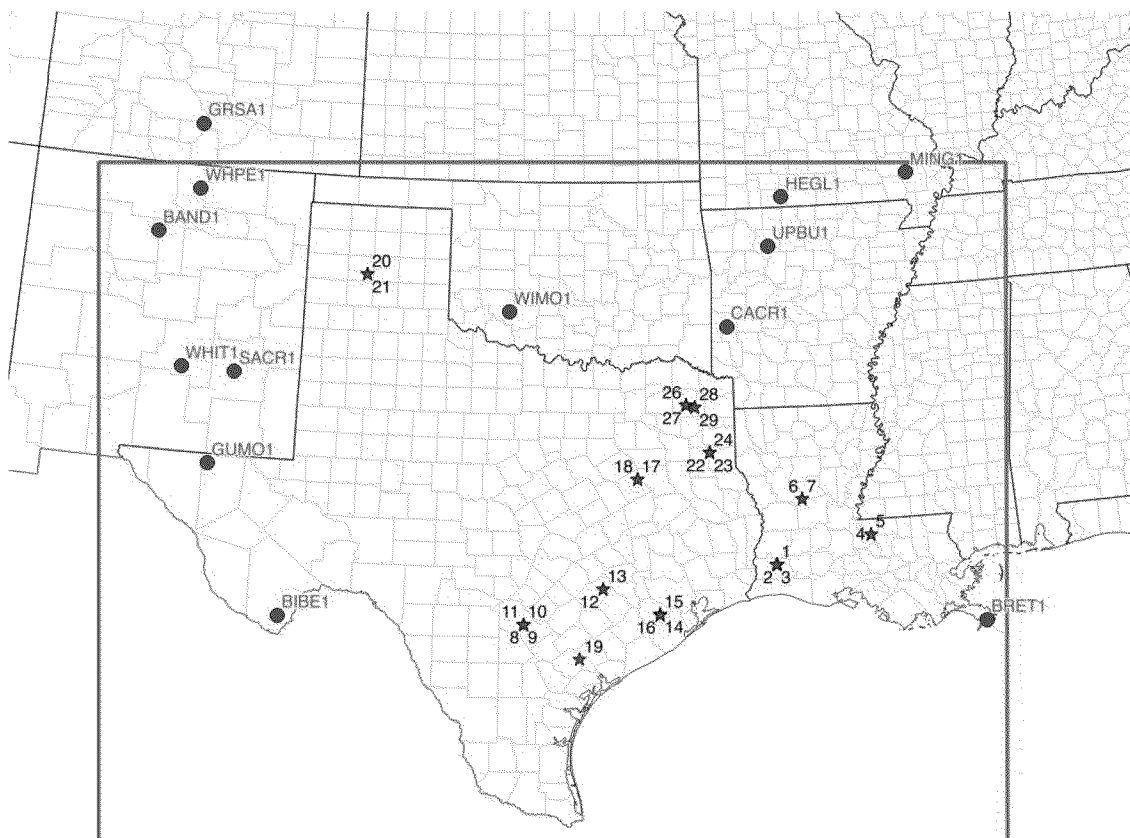 GRSA1
MING1
WHPE1
HEGL1
BAND1
UPBU1
20
21
WIMO1
CACR1
WHIT1
SACR1
26 28
27 29
24
22 23
GUMO1
18 17
6 7
5
4
1
2 3
13
12
BIBE1
11 10
8 9
15
16 14
BRET1
19